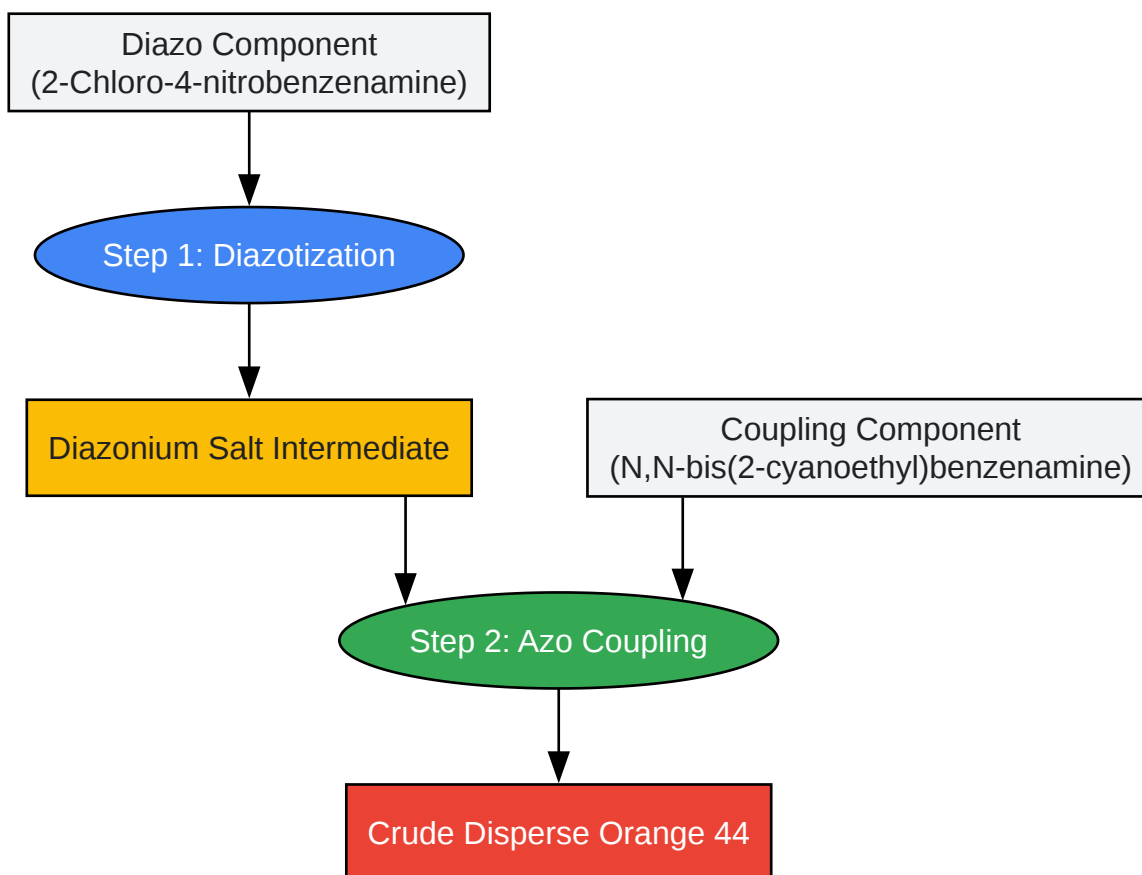 Diazo Component
(2-Chloro-4-nitrobenzenamine)
Step 1: Diazotization
Diazonium Salt Intermediate
Coupling Component
(N,N-bis(2-cyanoethyl)benzenamine)
Step 2: Azo Coupling
Crude Disperse Orange 44